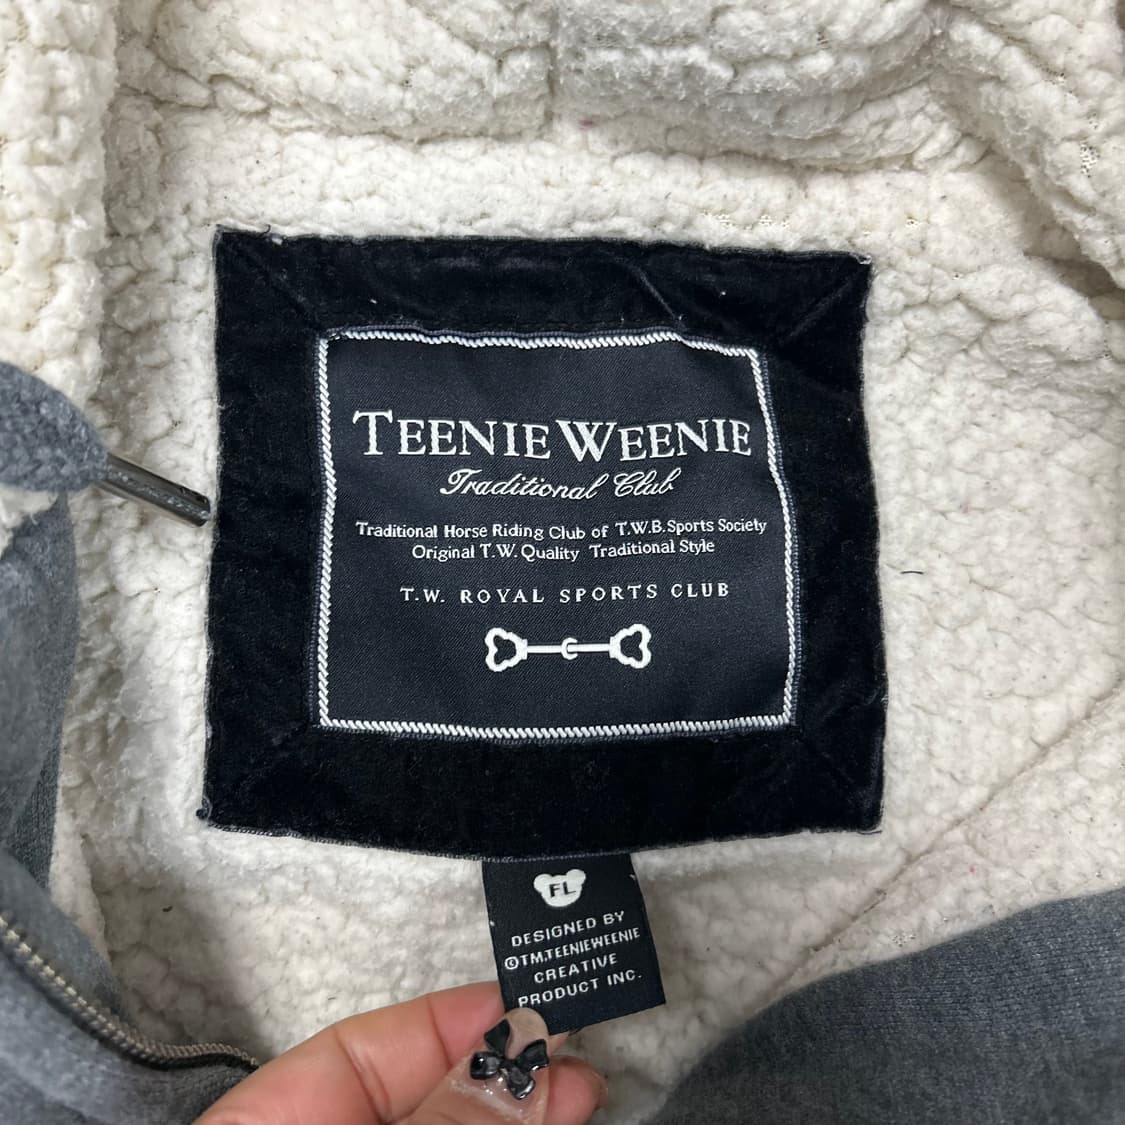 TEENIE WEENIE
Traditional Club
Traditional Horse Riding Club of T.W.B. Sports Society
Original T.W. Quality Traditional Style
T.W. ROYAL SPORTS CLUB
FL
DESIGNED BY
©TM.TEENIEWEENIE
CREATIVE
PRODUCT INC.